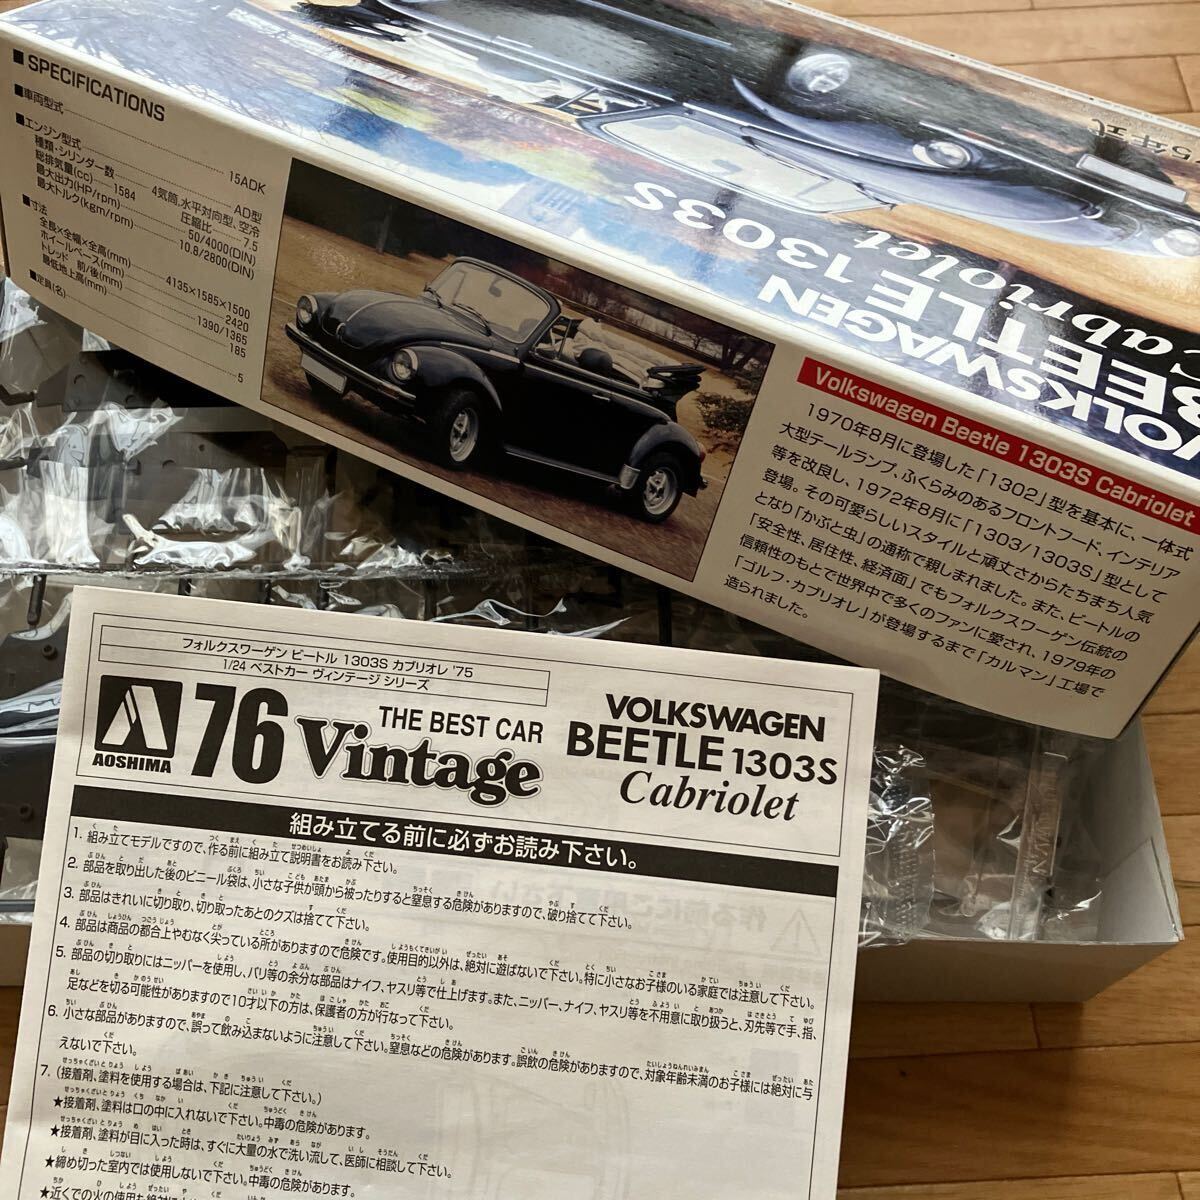 ■ SPECIFICATIONS
■車両型式 15ADK
■エンジン型式 AD型
種類・シリンダー数 4気筒、水平対向型、空冷
総排気量(cc) 1584 圧縮比 7.5
最大出力(HP/rpm) 50/4000(DIN)
最大トルク(kgm/rpm) 10.8/2800(DIN)
■寸法
全長×全幅×全高(mm) 4135×1585×1500
ホイールベース(mm) 2420
トレッド 前/後(mm) 1390/1365
最低地上高(mm) 185
■定員(名) 5
5年式
VOLKSWAGEN
BEETLE 1303S
Cabriolet
Volkswagen Beetle 1303S Cabriolet
1970年8月に登場した「1302」型を基本に、一体式
大型テールランプ、ふくらみのあるフロントフード、インテリア
等を改良し、1972年8月に「1303/1303S」型として
登場。その可愛らしいスタイルと頑丈さからたちまち人気
となり「かぶと虫」の通称で親しまれました。また、ビートルの
「安全性、居住性、経済面」でもフォルクスワーゲン伝統の
信頼性のもとで世界中で多くのファンに愛され、1979年の
「ゴルフ・カブリオレ」が登場するまで「カルマン」工場で
造られました。
フォルクスワーゲン ビートル 1303S カブリオレ '75
1/24 ベストカー ヴィンテージ シリーズ
AOSHIMA
76
THE BEST CAR
Vintage
VOLKSWAGEN
BEETLE 1303S
Cabriolet
組み立てる前に必ずお読み下さい。
1. 組み立てモデルですので、作る前に組み立て説明書をお読み下さい。
2. 部品を取り出した後のビニール袋は、小さな子供が頭から被ったりすると窒息する危険がありますので、破り捨てて下さい。
3. 部品はきれいに切り取り、切り取ったあとのクズは捨てて下さい。
4. 部品は商品の都合上やむなく尖っている所がありますので危険です。使用目的以外は、絶対に遊ばないで下さい。特に小さなお子様のいる家庭では注意して下さい。
5. 部品の切り取りにはニッパーを使用し、バリ等の余分な部品はナイフ、ヤスリ等で仕上げます。また、ニッパー、ナイフ、ヤスリ等を不用意に取り扱うと、刃先等で手、指、
足などを切る可能性がありますので10才以下の方は、保護者の方が行なって下さい。
6. 小さな部品がありますので、誤って飲み込まないように注意して下さい。窒息などの危険があります。誤飲の危険がありますので、対象年齢未満のお子様には絶対に与
えないで下さい。
7. (接着剤、塗料を使用する場合は、下記に注意して下さい。)
★接着剤、塗料は口の中に入れないで下さい。中毒の危険があります。
★接着剤、塗料が目に入った時は、すぐに大量の水で洗い流して、医師に相談して下さい。
★締め切った室内では使用しないで下さい。中毒の危険があります。
★近くでの火の使用も絶対に